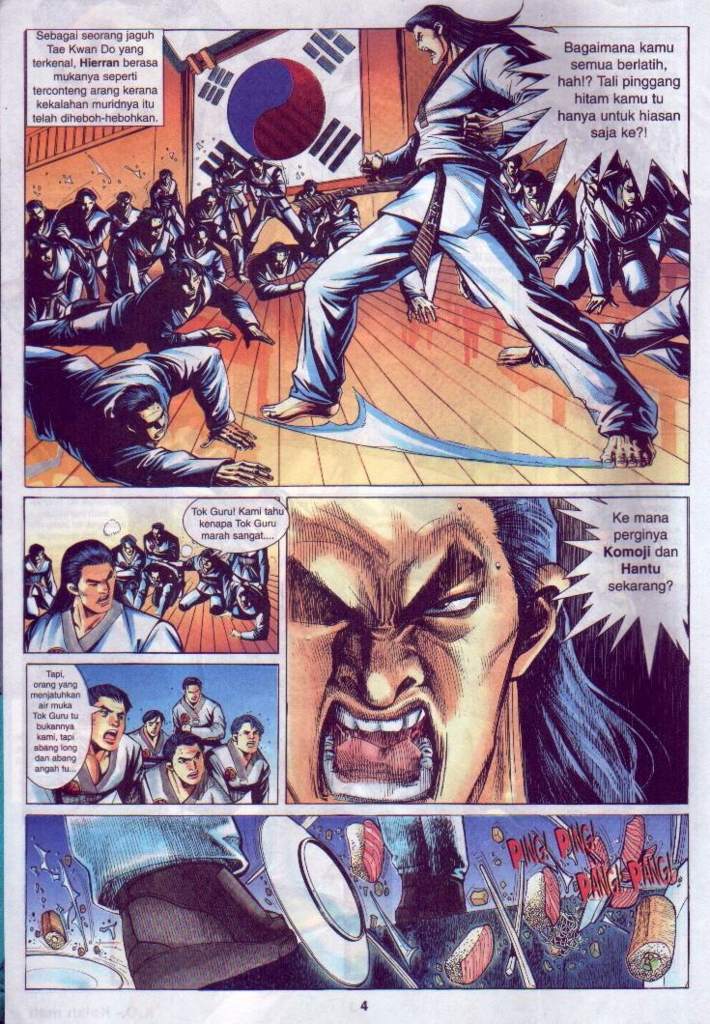 Sebagai seorang jaguh
Tae Kwan Do yang
terkenal, Hierran berasa
mukanya seperti
terconteng arang kerana
kekalahan muridnya itu
telah diheboh-hebohkan.
Bagaimana kamu
semua berlatih,
hah!? Tali pinggang
hitam kamu tu
hanya untuk hiasan
saja ke?!
Tok Guru! Kami tahu
kenapa Tok Guru
marah sangat....
Ke mana
perginya
Komoji dan
Hantu
sekarang?
Tapi,
orang yang
menjatuhkan
air muka
Tok Guru tu
bukannya
kami, tapi
abang long
dan abang
angah tu...
PING! PING!
PANG! PANG!
4